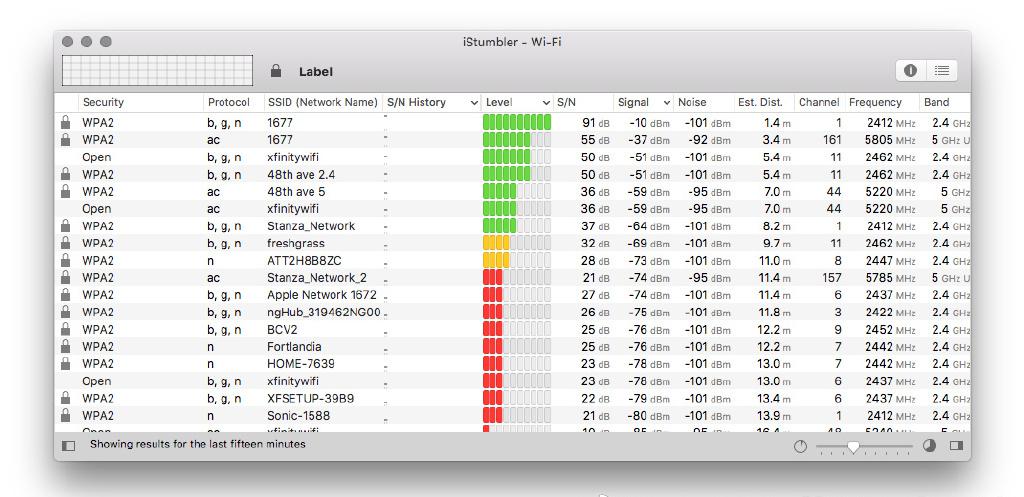 iStumbler - Wi-Fi
Label
Security Protocol SSID (Network Name) S/N History Level S/N Signal Noise Est. Dist. Channel Frequency Band
WPA2 b, g, n 1677 91 dB -10 dBm -101 dBm 1.4 m 1 2412 MHz 2.4 GHz
WPA2 ac 1677 55 dB -37 dBm -92 dBm 3.4 m 161 5805 MHz 5 GHz U
Open b, g, n xfinitywifi 50 dB -51 dBm -101 dBm 5.4 m 11 2462 MHz 2.4 GHz
WPA2 b, g, n 48th ave 2.4 50 dB -51 dBm -101 dBm 5.4 m 11 2462 MHz 2.4 GHz
WPA2 ac 48th ave 5 36 dB -59 dBm -95 dBm 7.0 m 44 5220 MHz 5 GHz
Open ac xfinitywifi 36 dB -59 dBm -95 dBm 7.0 m 44 5220 MHz 5 GHz
WPA2 b, g, n Stanza_Network 37 dB -64 dBm -101 dBm 8.2 m 1 2412 MHz 2.4 GHz
WPA2 b, g, n freshgrass 32 dB -69 dBm -101 dBm 9.7 m 11 2462 MHz 2.4 GHz
WPA2 n ATT2H8B8ZC 28 dB -73 dBm -101 dBm 11.0 m 8 2447 MHz 2.4 GHz
WPA2 ac Stanza_Network_2 21 dB -74 dBm -95 dBm 11.4 m 157 5785 MHz 5 GHz U
WPA2 b, g, n Apple Network 1672 27 dB -74 dBm -101 dBm 11.4 m 6 2437 MHz 2.4 GHz
WPA2 b, g, n ngHub_319462NG00 26 dB -75 dBm -101 dBm 11.8 m 3 2422 MHz 2.4 GHz
WPA2 b, g, n BCV2 25 dB -76 dBm -101 dBm 12.2 m 9 2452 MHz 2.4 GHz
WPA2 n Fortlandia 25 dB -76 dBm -101 dBm 12.2 m 7 2442 MHz 2.4 GHz
WPA2 n HOME-7639 23 dB -78 dBm -101 dBm 13.0 m 7 2442 MHz 2.4 GHz
Open b, g, n xfinitywifi 23 dB -78 dBm -101 dBm 13.0 m 6 2437 MHz 2.4 GHz
WPA2 b, g, n XFSETUP-39B9 22 dB -79 dBm -101 dBm 13.4 m 6 2437 MHz 2.4 GHz
WPA2 n Sonic-1588 21 dB -80 dBm -101 dBm 13.9 m 1 2412 MHz 2.4 GHz
Showing results for the last fifteen minutes